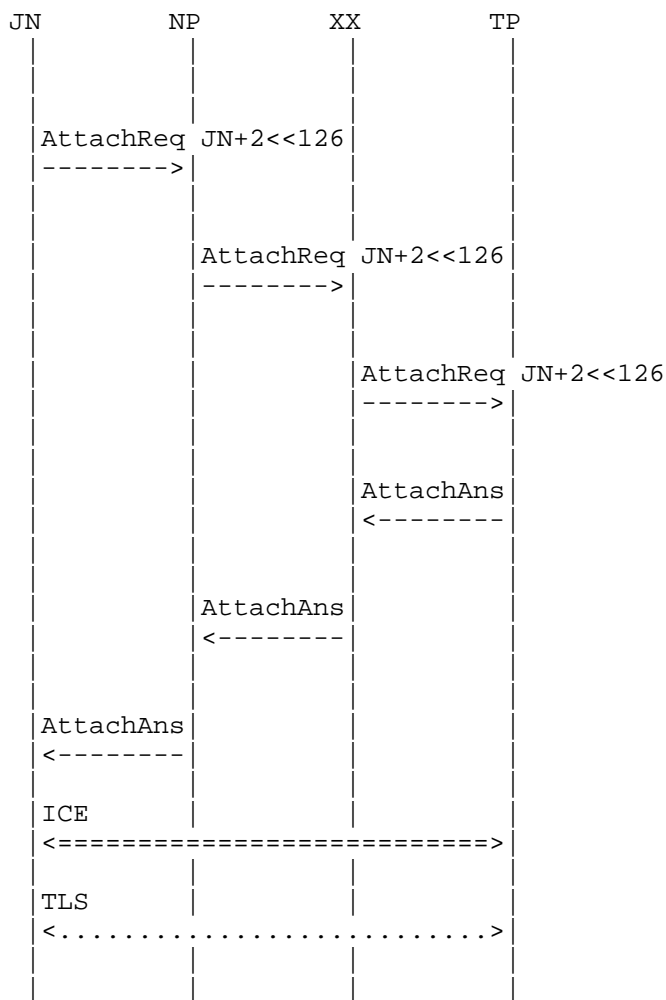 JN NP XX TP
AttachReq JN+2<<126
-------->
AttachReq JN+2<<126
-------->
AttachReq JN+2<<126
-------->
AttachAns
<--------
AttachAns
<--------
AttachAns
<--------
ICE
<===========================>
TLS
<...........................>